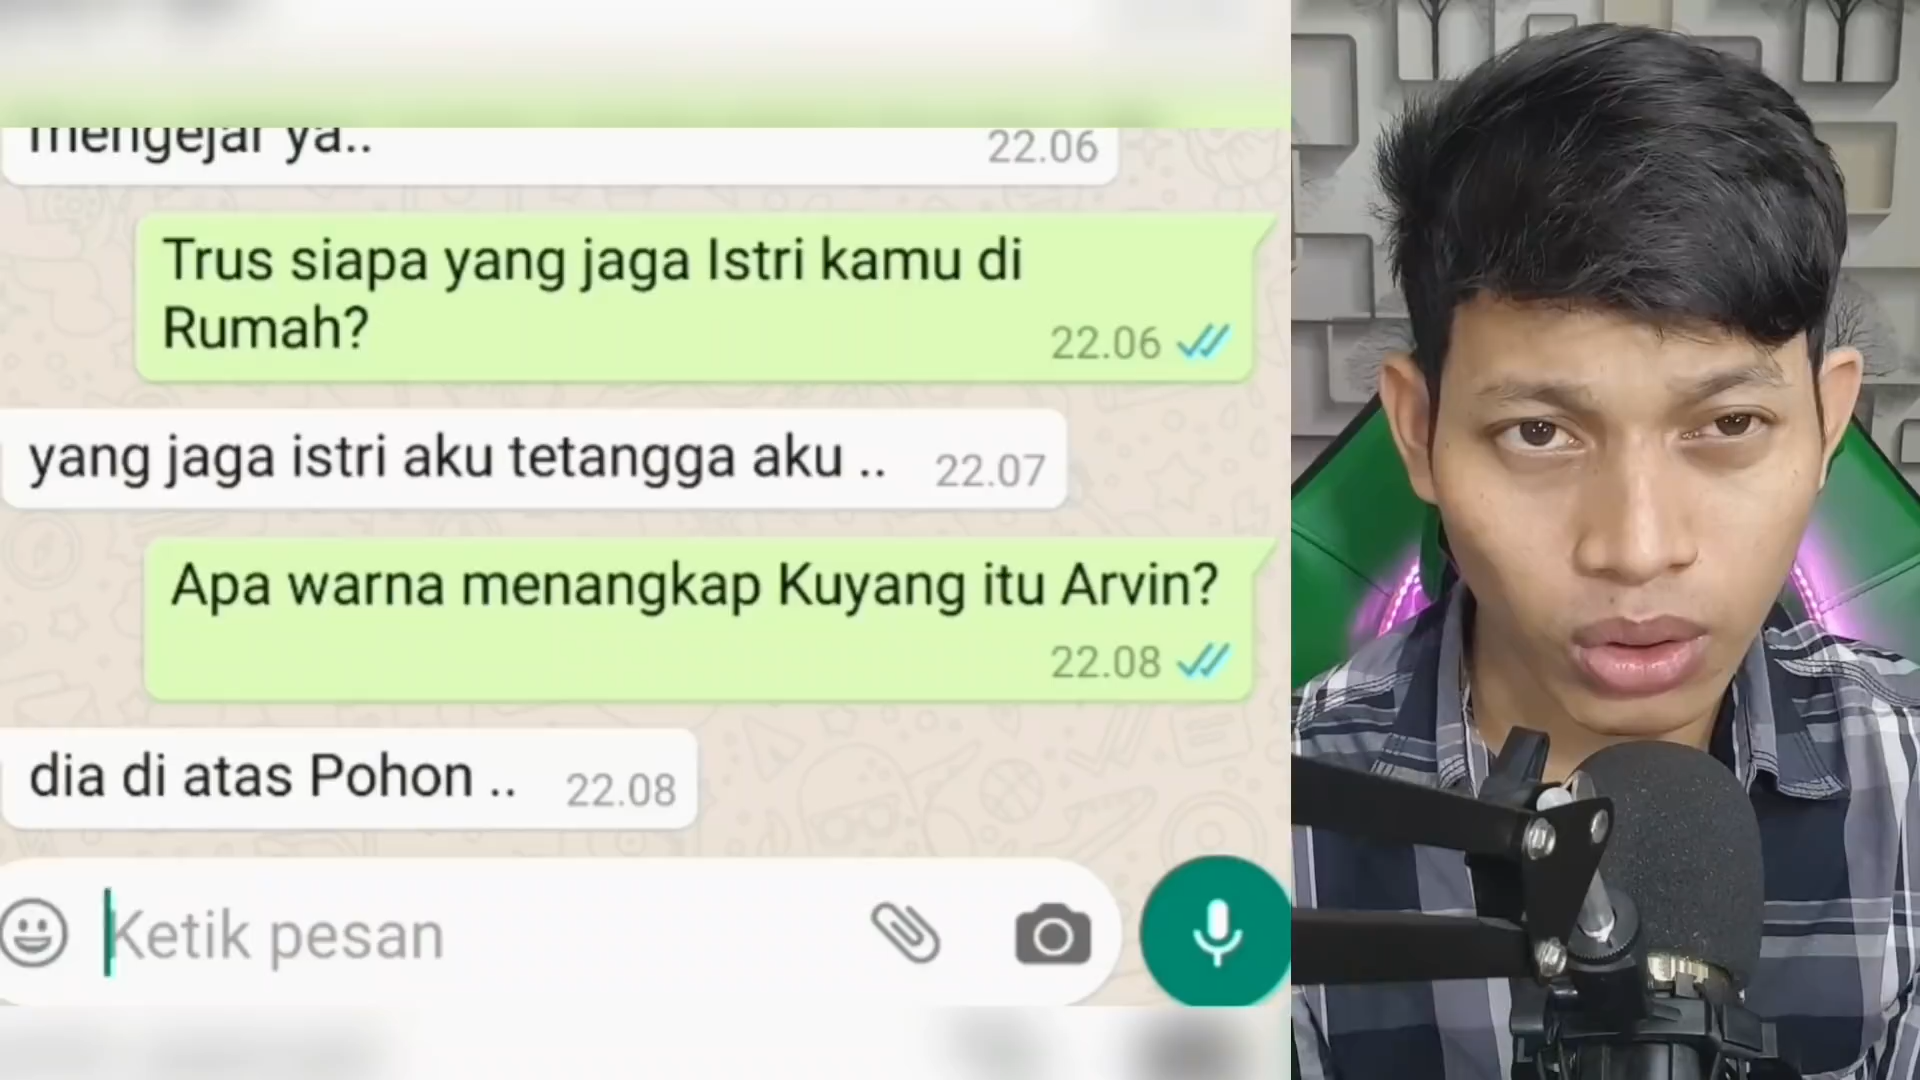 mengejar ya..
22.06
Trus siapa yang jaga Istri kamu di
Rumah?
22.06
yang jaga istri aku tetangga aku ..
22.07
Apa warna menangkap Kuyang itu Arvin?
22.08
dia di atas Pohon ..
22.08
Ketik pesan